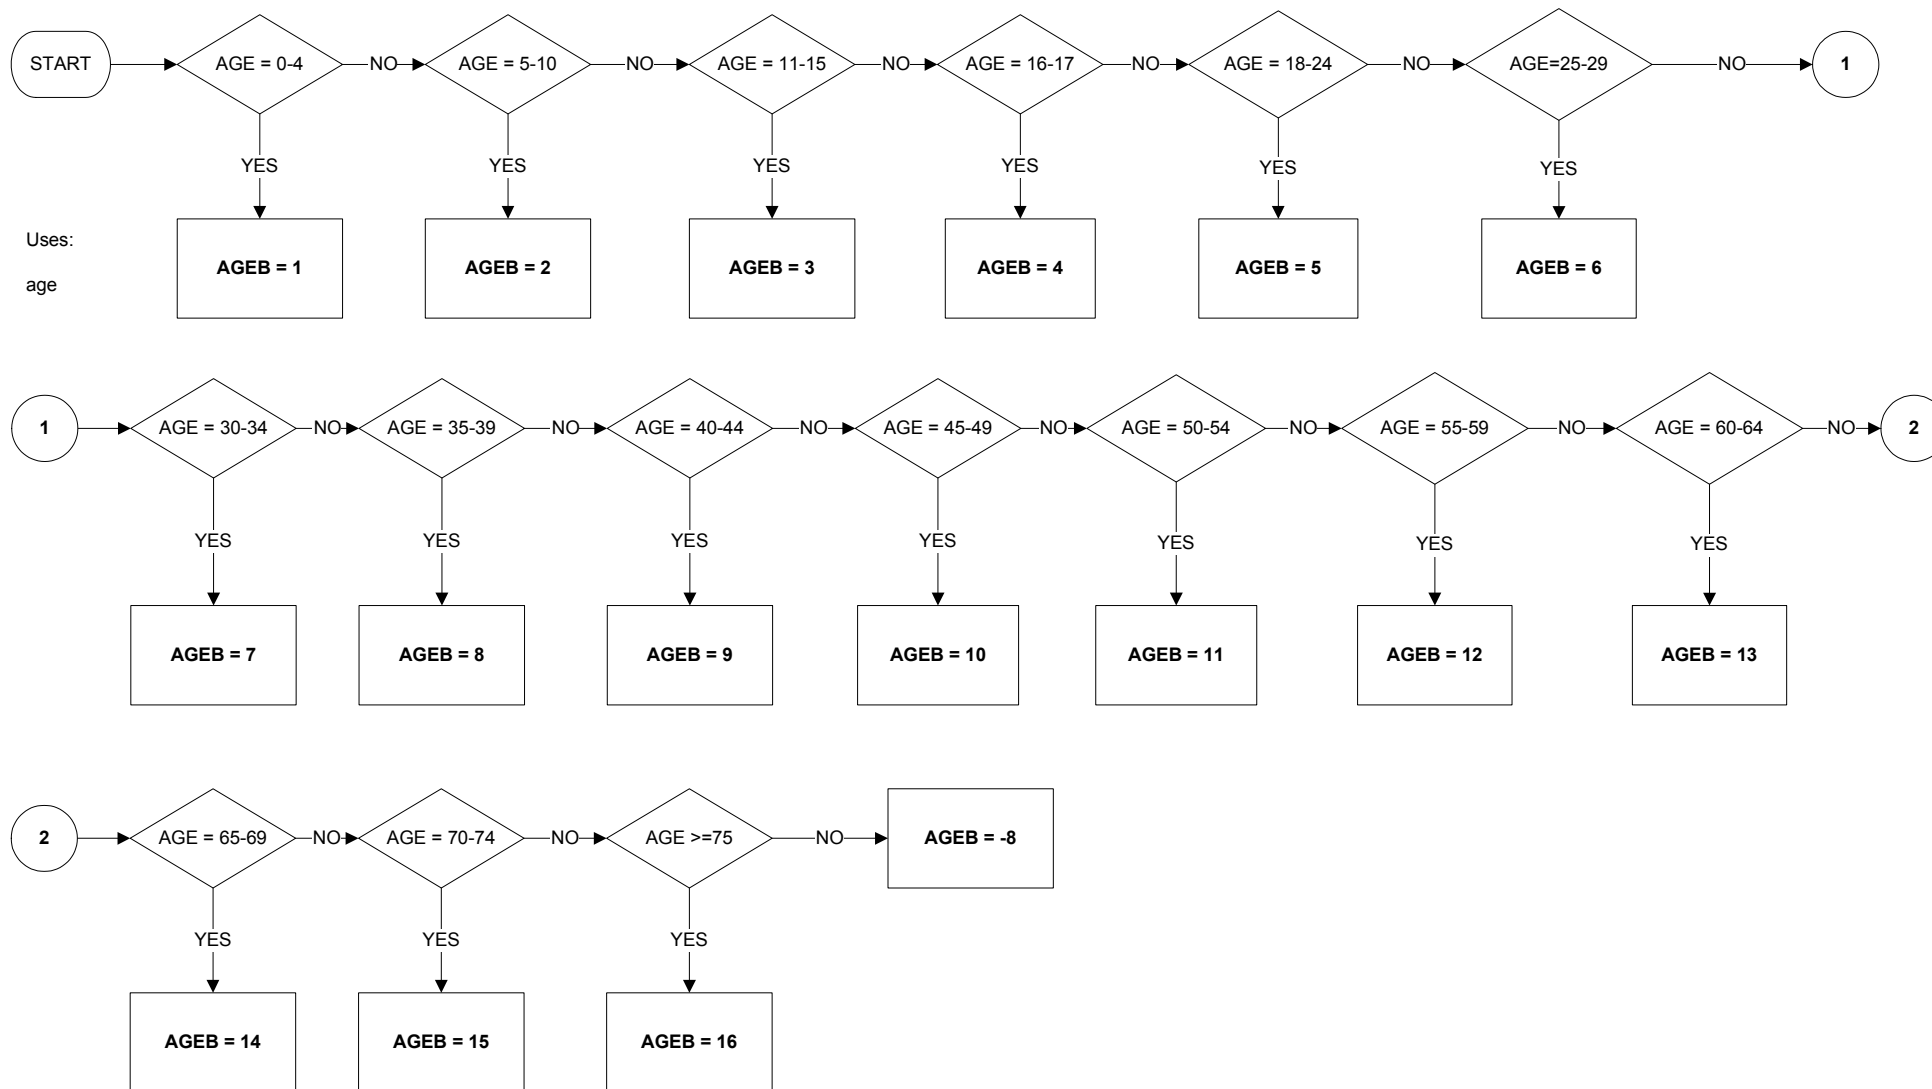 START
AGE = 0-4
NO
AGE = 5-10
NO
AGE = 11-15
NO
AGE = 16-17
NO
AGE = 18-24
NO
AGE=25-29
NO
1
YES
YES
YES
YES
YES
YES
Uses:
age
AGEB = 1
AGEB = 2
AGEB = 3
AGEB = 4
AGEB = 5
AGEB = 6
1
AGE = 30-34
NO
AGE = 35-39
NO
AGE = 40-44
NO
AGE = 45-49
NO
AGE = 50-54
NO
AGE = 55-59
NO
AGE = 60-64
NO
2
YES
YES
YES
YES
YES
YES
YES
AGEB = 7
AGEB = 8
AGEB = 9
AGEB = 10
AGEB = 11
AGEB = 12
AGEB = 13
2
AGE = 65-69
NO
AGE = 70-74
NO
AGE >=75
NO
AGEB = -8
YES
YES
YES
AGEB = 14
AGEB = 15
AGEB = 16